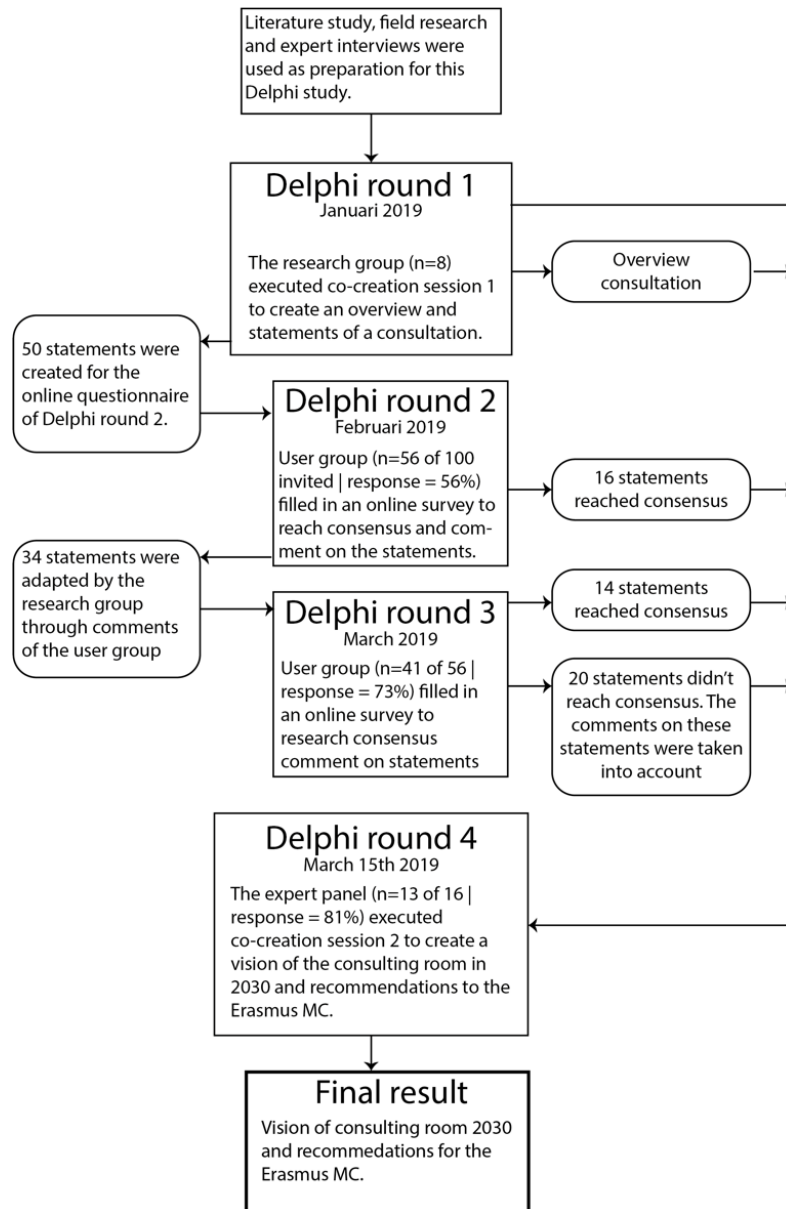 Literature study, field research
and expert interviews were
used as preparation for this
Delphi study.
Delphi round 1
Januari 2019
The research group (n=8)
executed co-creation session 1
to create an overview and
statements of a consultation.
Overview
consultation
50 statements were
created for the
online questionnaire
of Delphi round 2.
Delphi round 2
Februari 2019
User group (n=56 of 100
invited | response = 56%)
filled in an online survey to
reach consensus and com-
ment on the statements.
16 statements
reached consensus
34 statements were
adapted by the
research group
through comments
of the user group
Delphi round 3
March 2019
User group (n=41 of 56 |
response = 73%) filled in
an online survey to
research consensus
comment on statements
14 statements
reached consensus
20 statements didn't
reach consensus. The
comments on these
statements were taken
into account
Delphi round 4
March 15th 2019
The expert panel (n=13 of 16 |
response = 81%) executed
co-creation session 2 to create a
vision of the consulting room in
2030 and recommendations to the
Erasmus MC.
Final result
Vision of consulting room 2030
and recommedations for the
Erasmus MC.